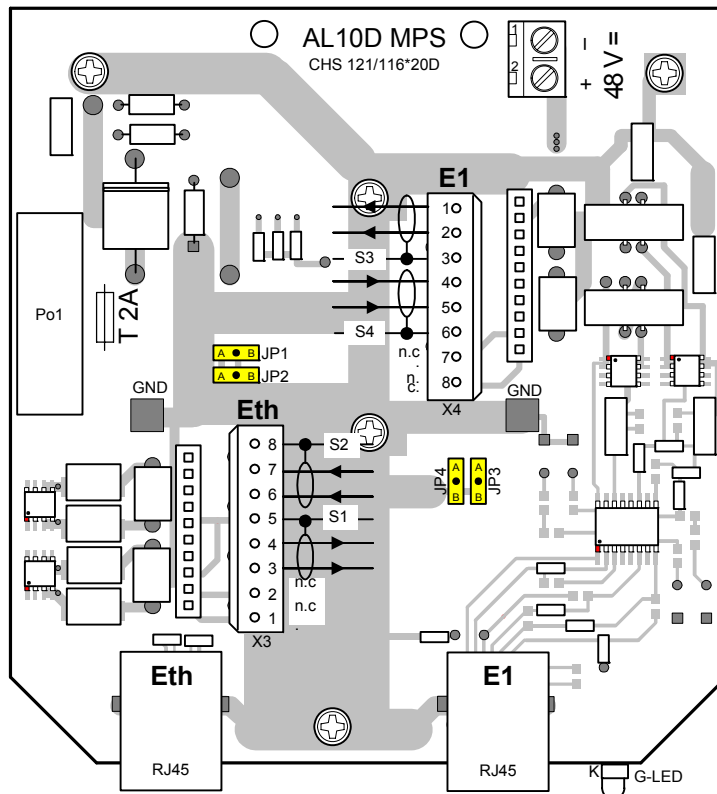 AL10D MPS
CHS 121/116*20D
1
2
–
+
48 V =
E1
1
2
3
4
5
6
7
8
S3
S4
n.c
.
n.
c.
X4
Po1
T 2A
A B JP1
A B JP2
GND
GND
Eth
8
7
6
5
4
3
2
1
S2
S1
n.c
n.c
.
X3
JP4
A
B
A
B
JP3
Eth
RJ45
E1
RJ45
K
G-LED